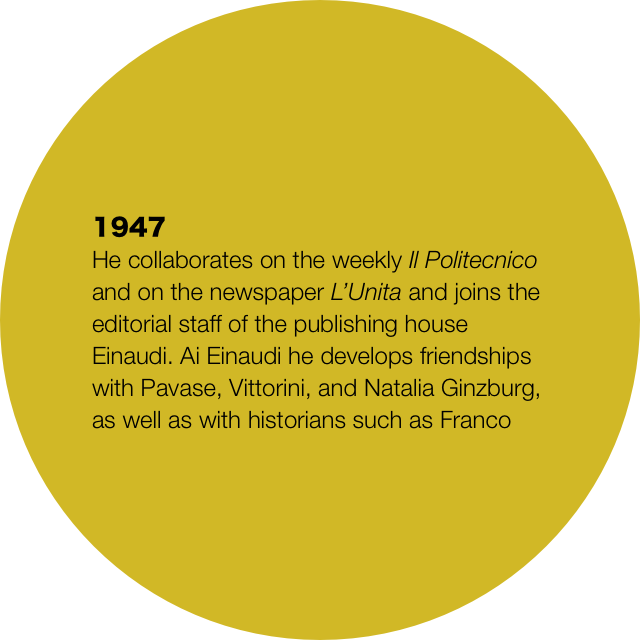 1947
He collaborates on the weekly Il Politecnico
and on the newspaper L’Unita and joins the
editorial staff of the publishing house
Einaudi. Ai Einaudi he develops friendships
with Pavase, Vittorini, and Natalia Ginzburg,
as well as with historians such as Franco